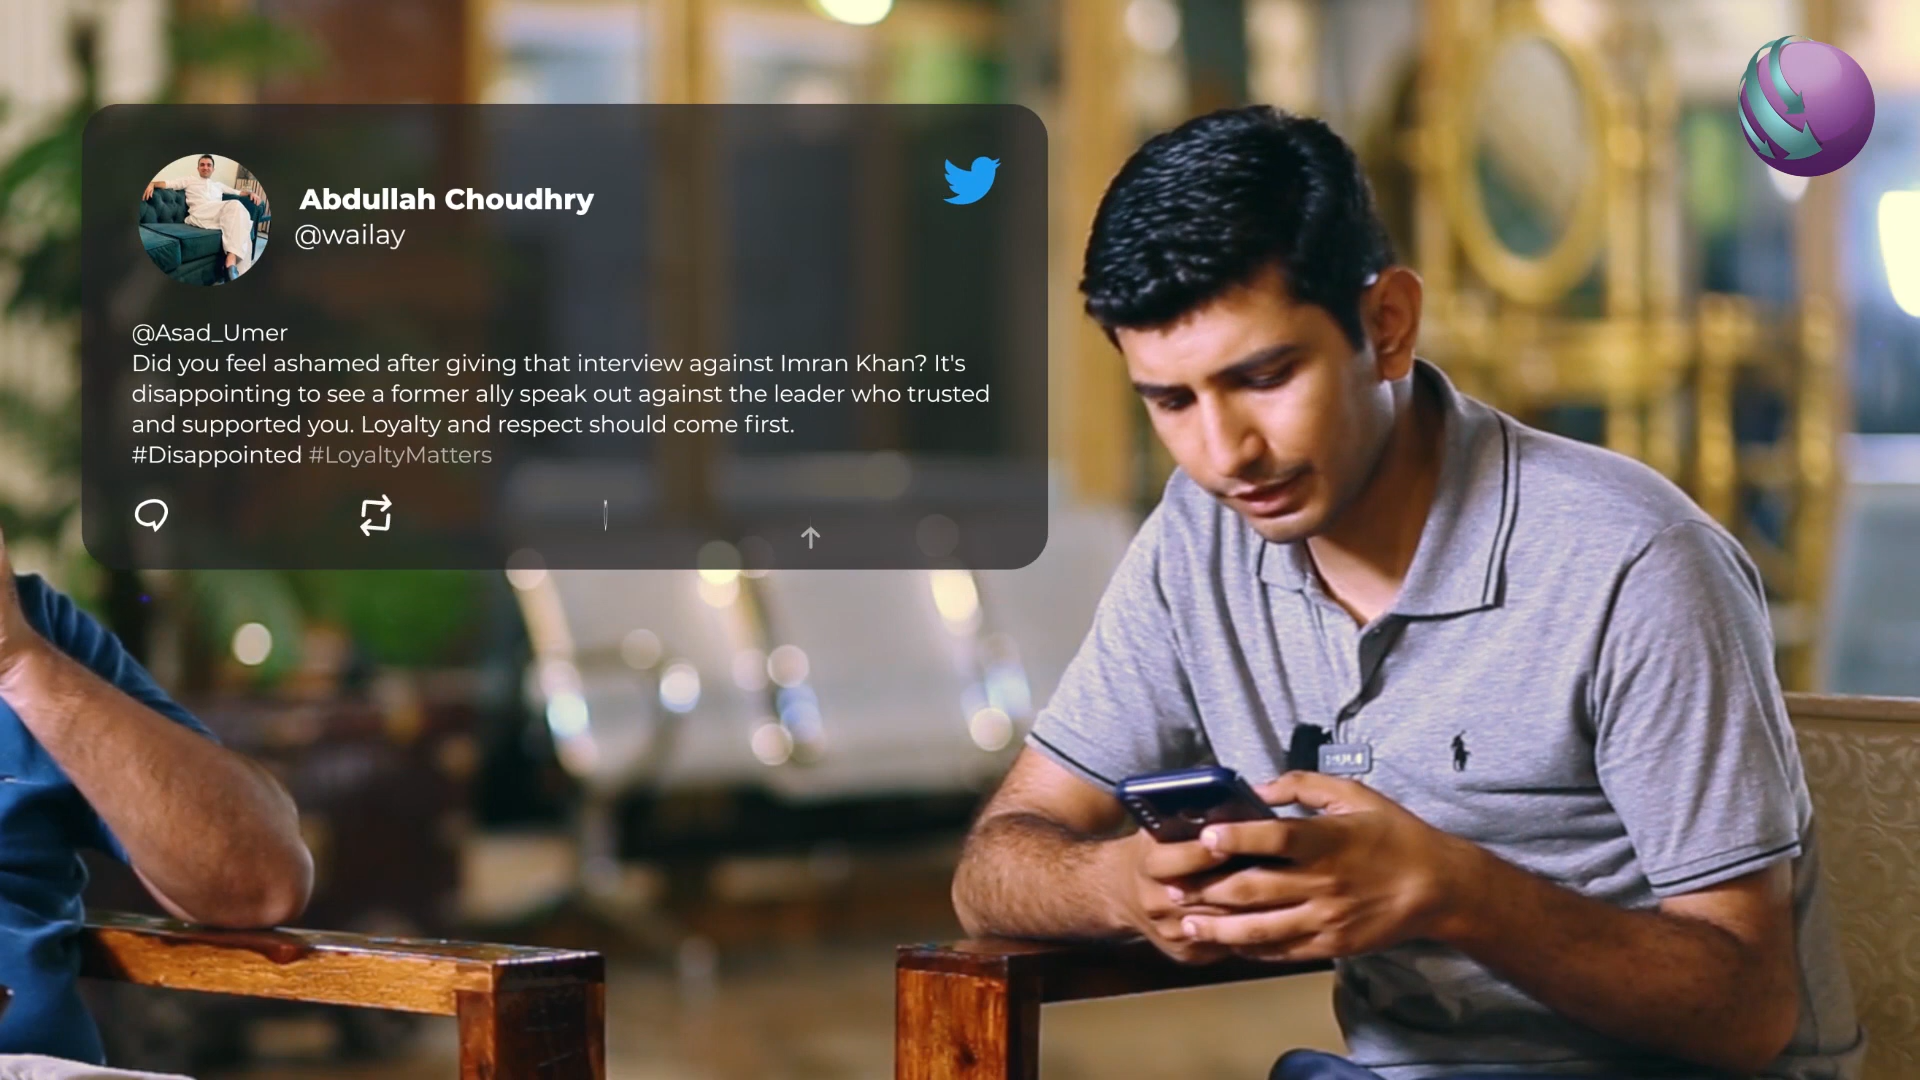 Abdullah Choudhry
@wailay
@Asad_Umer
Did you feel ashamed after giving that interview against Imran Khan? It's
disappointing to see a former ally speak out against the leader who trusted
and supported you. Loyalty and respect should come first.
#Disappointed #LoyaltyMatters